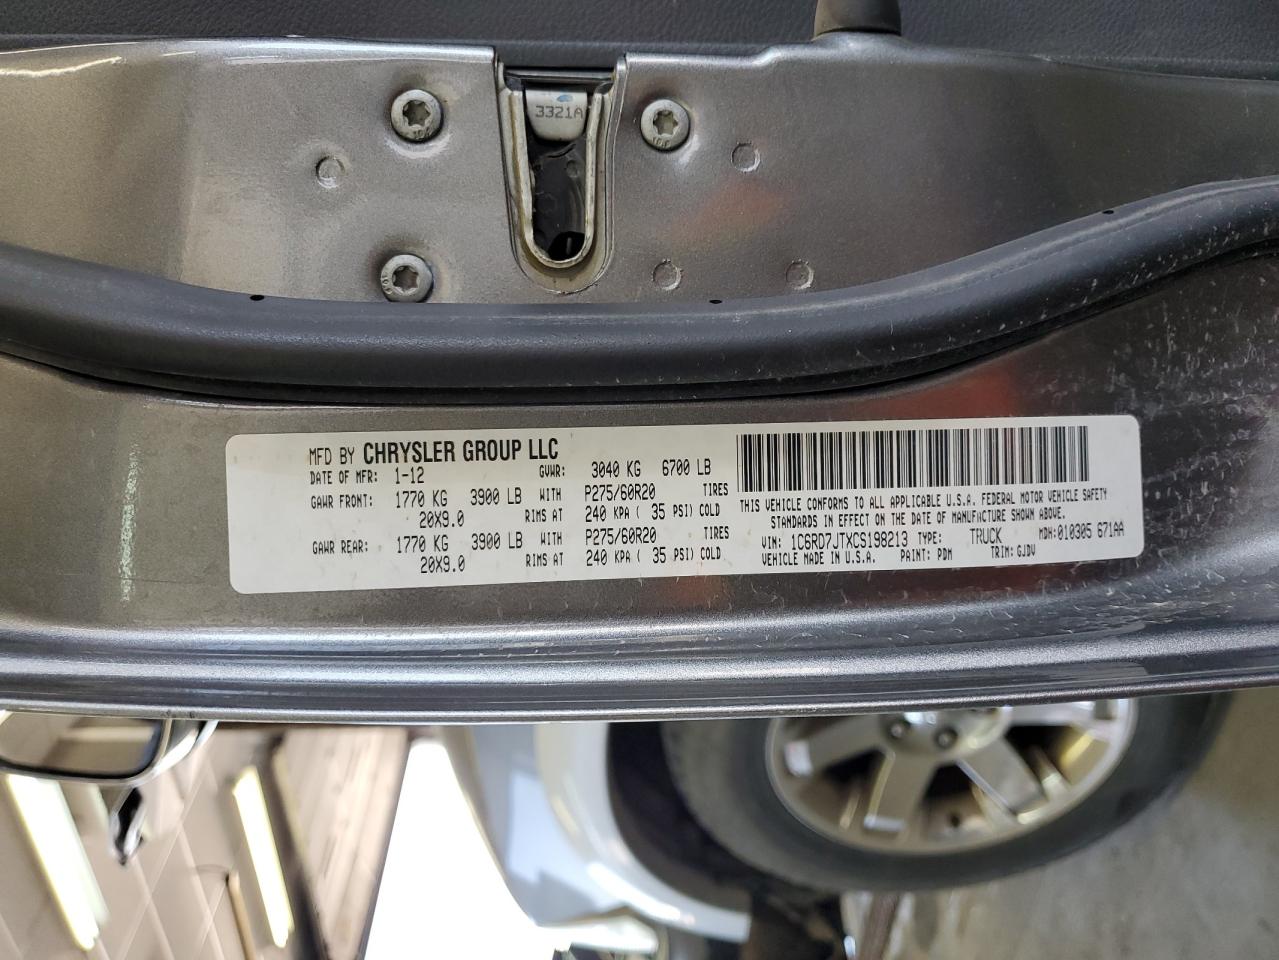 3321A
MFD BY CHRYSLER GROUP LLC
DATE OF MFR: 1-12 GVWR: 3040 KG 6700 LB
GAWR FRONT: 1770 KG 3900 LB WITH P275/60R20 TIRES
20X9.0 RIMS AT 240 KPA ( 35 PSI) COLD
GAWR REAR: 1770 KG 3900 LB WITH P275/60R20 TIRES
20X9.0 RIMS AT 240 KPA ( 35 PSI) COLD
THIS VEHICLE CONFORMS TO ALL APPLICABLE U.S.A. FEDERAL MOTOR VEHICLE SAFETY
STANDARDS IN EFFECT ON THE DATE OF MANUFACTURE SHOWN ABOVE.
VIN: 1C6RD7JTXCS198213 TYPE: TRUCK MDH:010305 671AA
VEHICLE MADE IN U.S.A. PAINT: PDM TRIM: GJDV